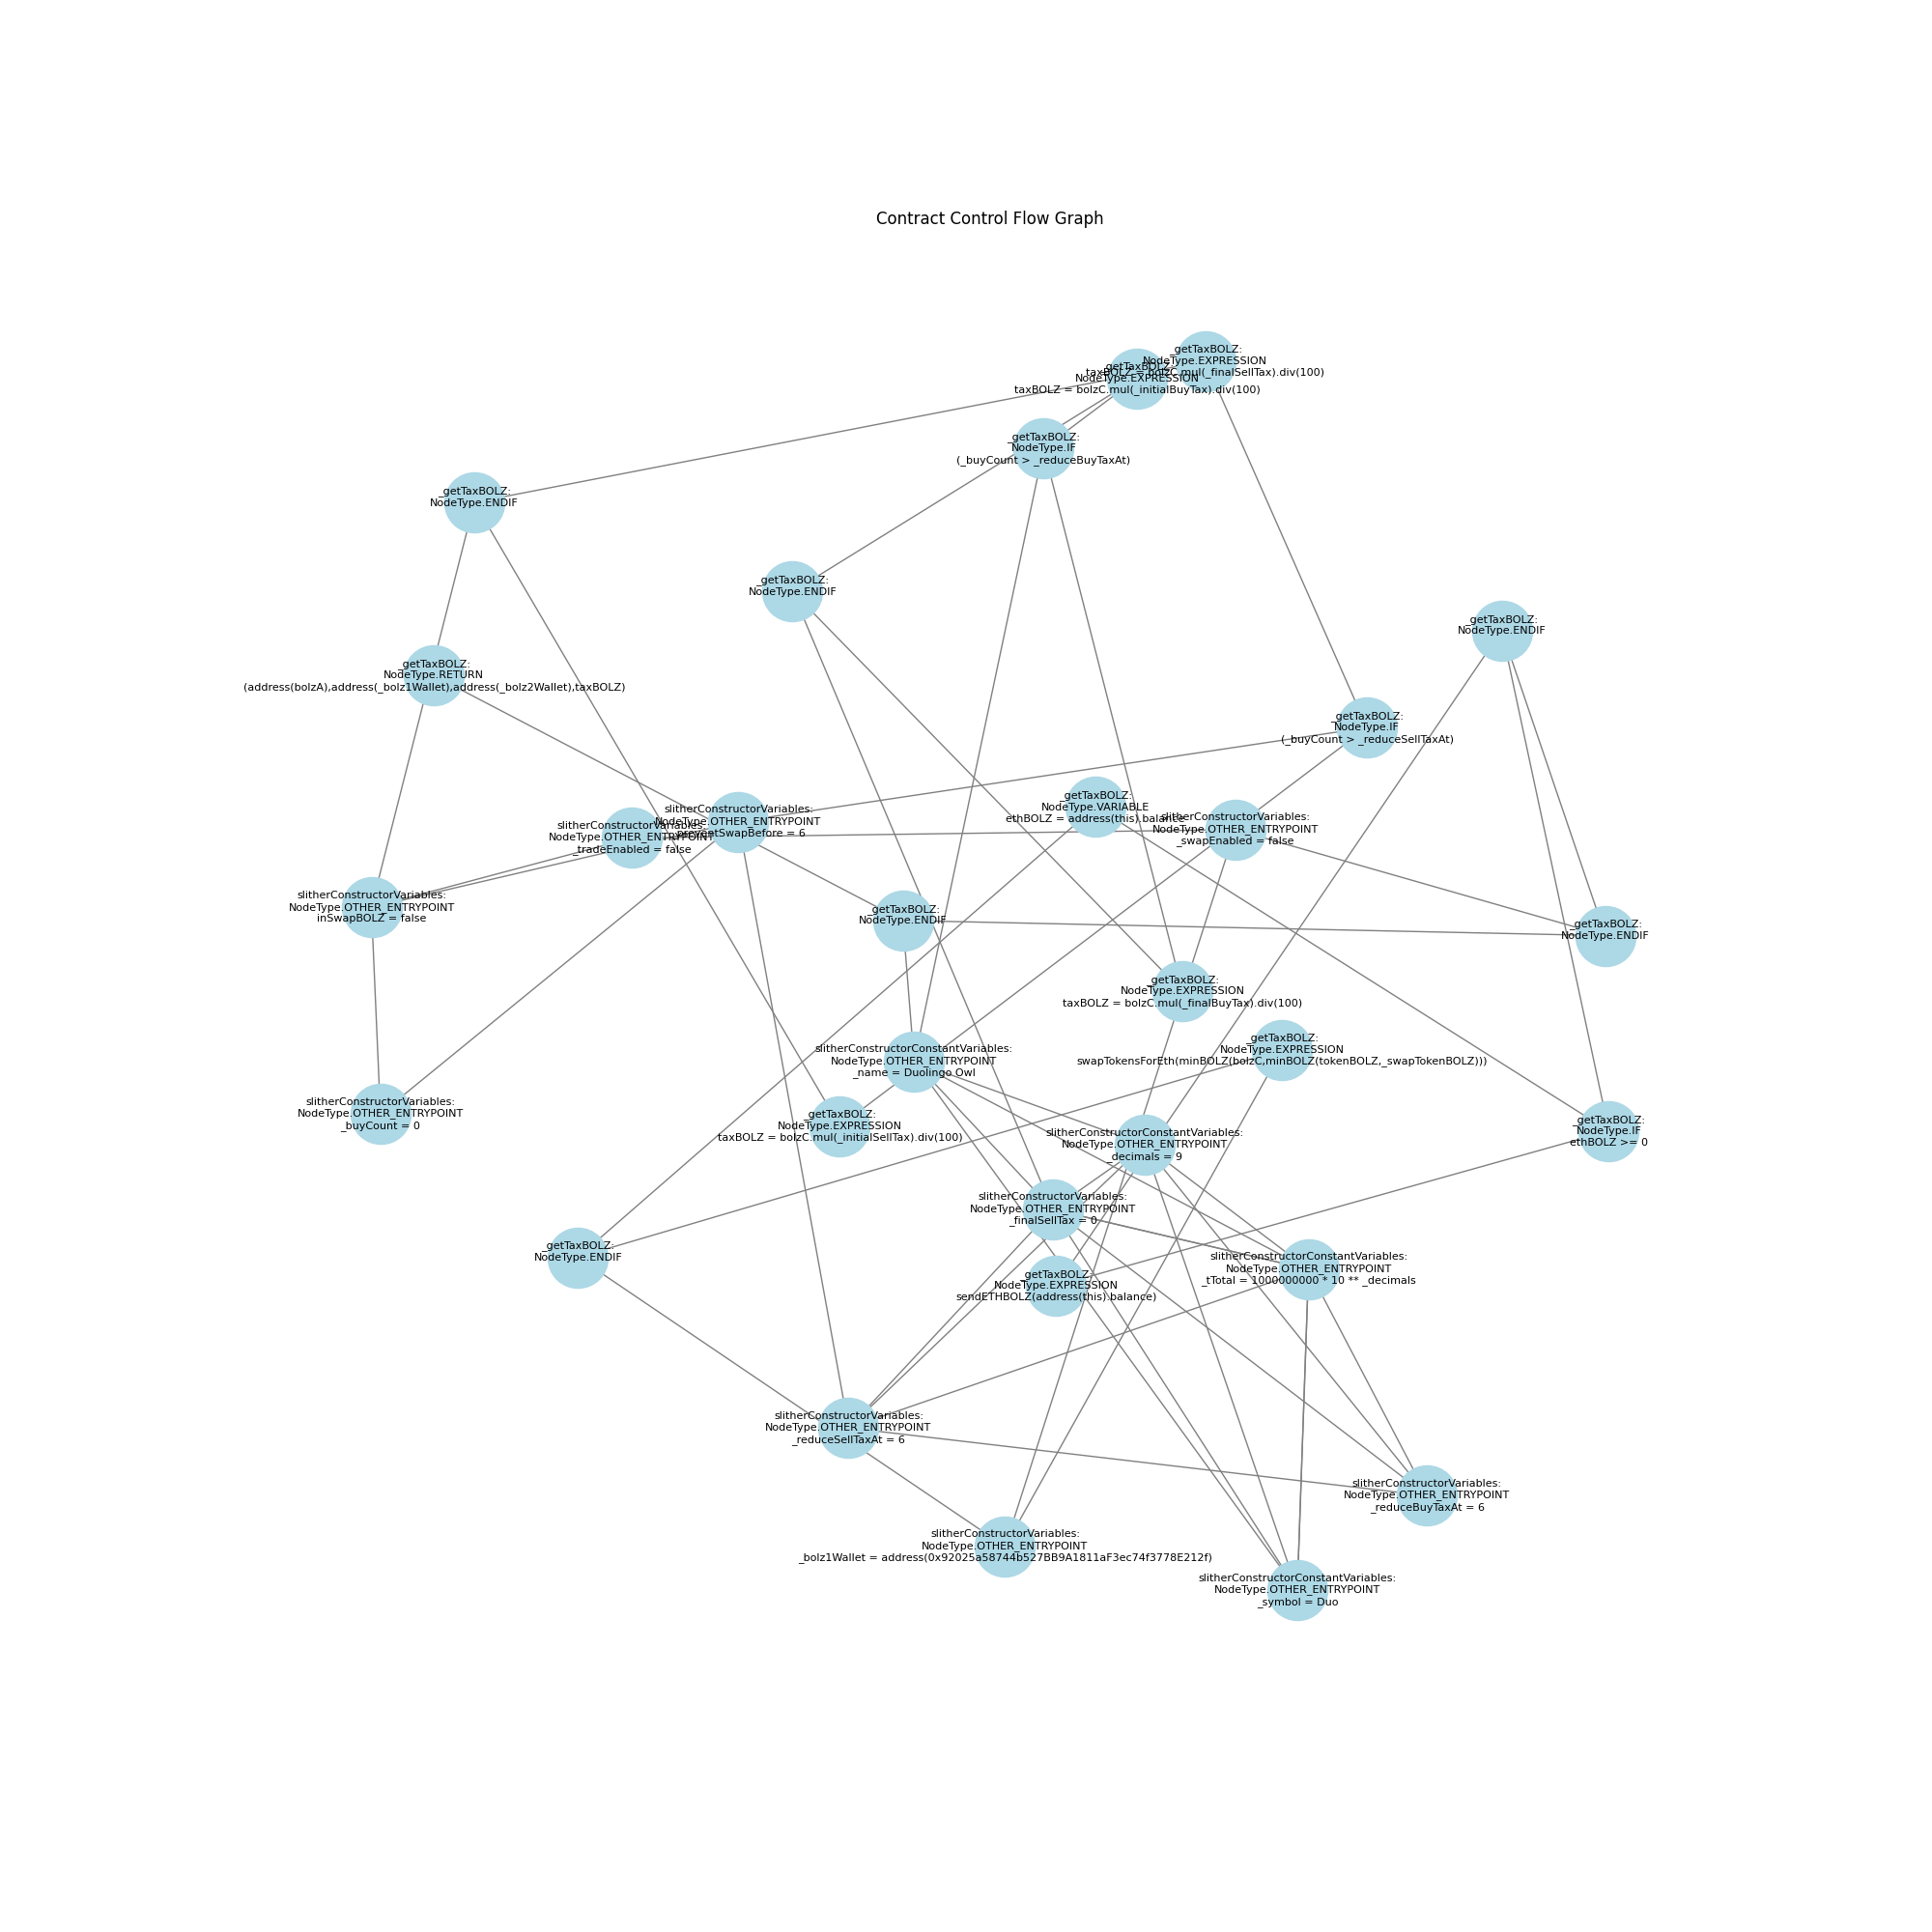 Contract Control Flow Graph
_getTaxBOLZ:
NodeType.EXPRESSION
taxBOLZ = bolzC.mul(_finalSellTax).div(100)
_getTaxBOLZ:
NodeType.EXPRESSION
taxBOLZ = bolzC.mul(_initialBuyTax).div(100)
_getTaxBOLZ:
NodeType.IF
(_buyCount > _reduceBuyTaxAt)
_getTaxBOLZ:
NodeType.ENDIF
_getTaxBOLZ:
NodeType.ENDIF
_getTaxBOLZ:
NodeType.ENDIF
_getTaxBOLZ:
NodeType.RETURN
(address(bolzA),address(_bolz1Wallet),address(_bolz2Wallet),taxBOLZ)
_getTaxBOLZ:
NodeType.IF
(_buyCount > _reduceSellTaxAt)
_getTaxBOLZ:
NodeType.VARIABLE
ethBOLZ = address(this).balance
slitherConstructorVariables:
NodeType.OTHER_ENTRYPOINT
_preventSwapBefore = 6
slitherConstructorVariables:
NodeType.OTHER_ENTRYPOINT
_swapEnabled = false
slitherConstructorVariables:
NodeType.OTHER_ENTRYPOINT
_tradeEnabled = false
slitherConstructorVariables:
NodeType.OTHER_ENTRYPOINT
inSwapBOLZ = false
_getTaxBOLZ:
NodeType.ENDIF
_getTaxBOLZ:
NodeType.ENDIF
_getTaxBOLZ:
NodeType.EXPRESSION
taxBOLZ = bolzC.mul(_finalBuyTax).div(100)
_getTaxBOLZ:
NodeType.EXPRESSION
swapTokensForEth(minBOLZ(bolzC,minBOLZ(tokenBOLZ,_swapTokenBOLZ)))
slitherConstructorConstantVariables:
NodeType.OTHER_ENTRYPOINT
_name = Duolingo Owl
slitherConstructorVariables:
NodeType.OTHER_ENTRYPOINT
_buyCount = 0
_getTaxBOLZ:
NodeType.EXPRESSION
taxBOLZ = bolzC.mul(_initialSellTax).div(100)
_getTaxBOLZ:
NodeType.IF
ethBOLZ >= 0
slitherConstructorConstantVariables:
NodeType.OTHER_ENTRYPOINT
_decimals = 9
slitherConstructorVariables:
NodeType.OTHER_ENTRYPOINT
_finalSellTax = 0
_getTaxBOLZ:
NodeType.ENDIF
slitherConstructorConstantVariables:
NodeType.OTHER_ENTRYPOINT
_tTotal = 1000000000 * 10 ** _decimals
_getTaxBOLZ:
NodeType.EXPRESSION
sendETHBOLZ(address(this).balance)
slitherConstructorVariables:
NodeType.OTHER_ENTRYPOINT
_reduceSellTaxAt = 6
slitherConstructorVariables:
NodeType.OTHER_ENTRYPOINT
_reduceBuyTaxAt = 6
slitherConstructorVariables:
NodeType.OTHER_ENTRYPOINT
_bolz1Wallet = address(0x92025a58744b527BB9A1811aF3ec74f3778E212f)
slitherConstructorConstantVariables:
NodeType.OTHER_ENTRYPOINT
_symbol = Duo